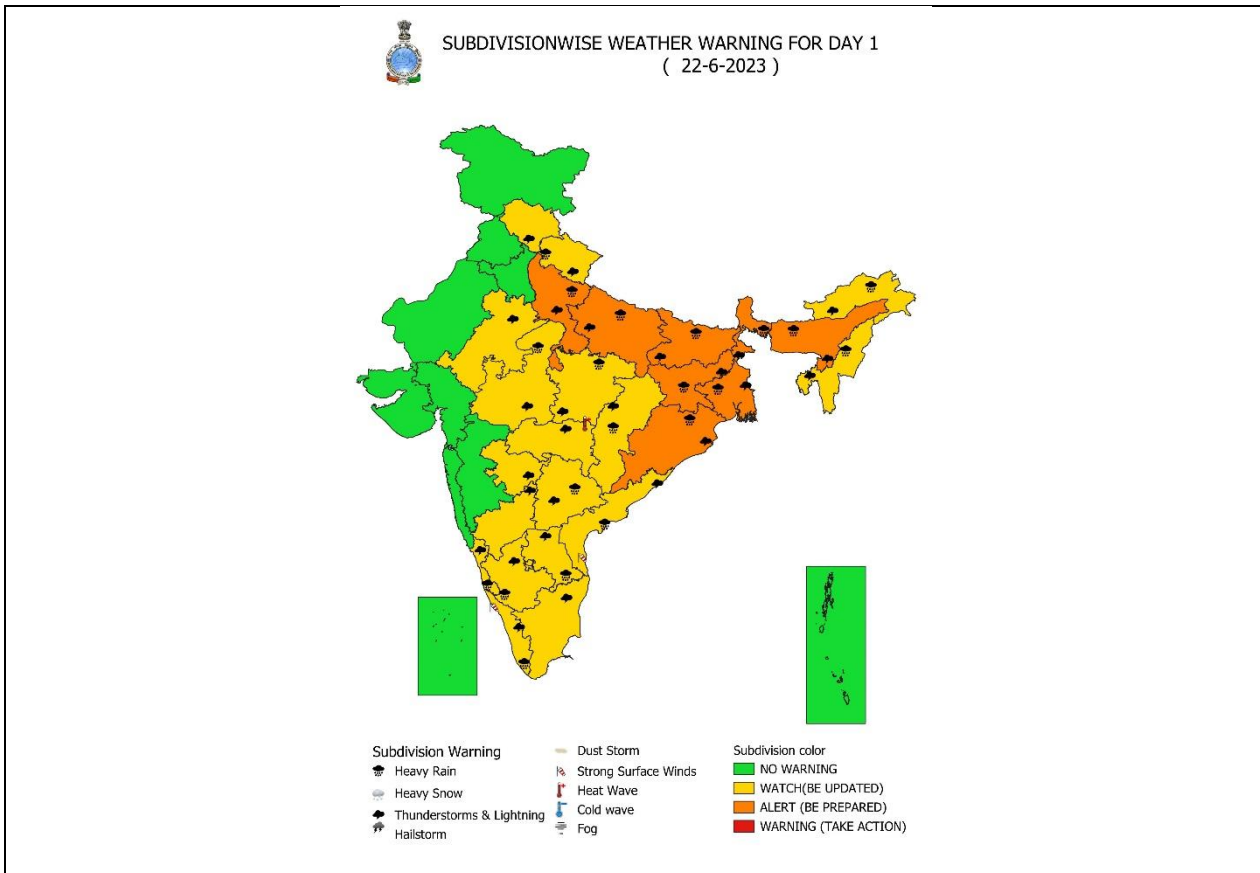 SUBDIVISIONWISE WEATHER WARNING FOR DAY 1
( 22-6-2023 )
Subdivision Warning
Heavy Rain
Heavy Snow
Thunderstorms & Lightning
Hailstorm
Dust Storm
Strong Surface Winds
Heat Wave
Cold wave
Fog
Subdivision color
NO WARNING
WATCH(BE UPDATED)
ALERT (BE PREPARED)
WARNING (TAKE ACTION)